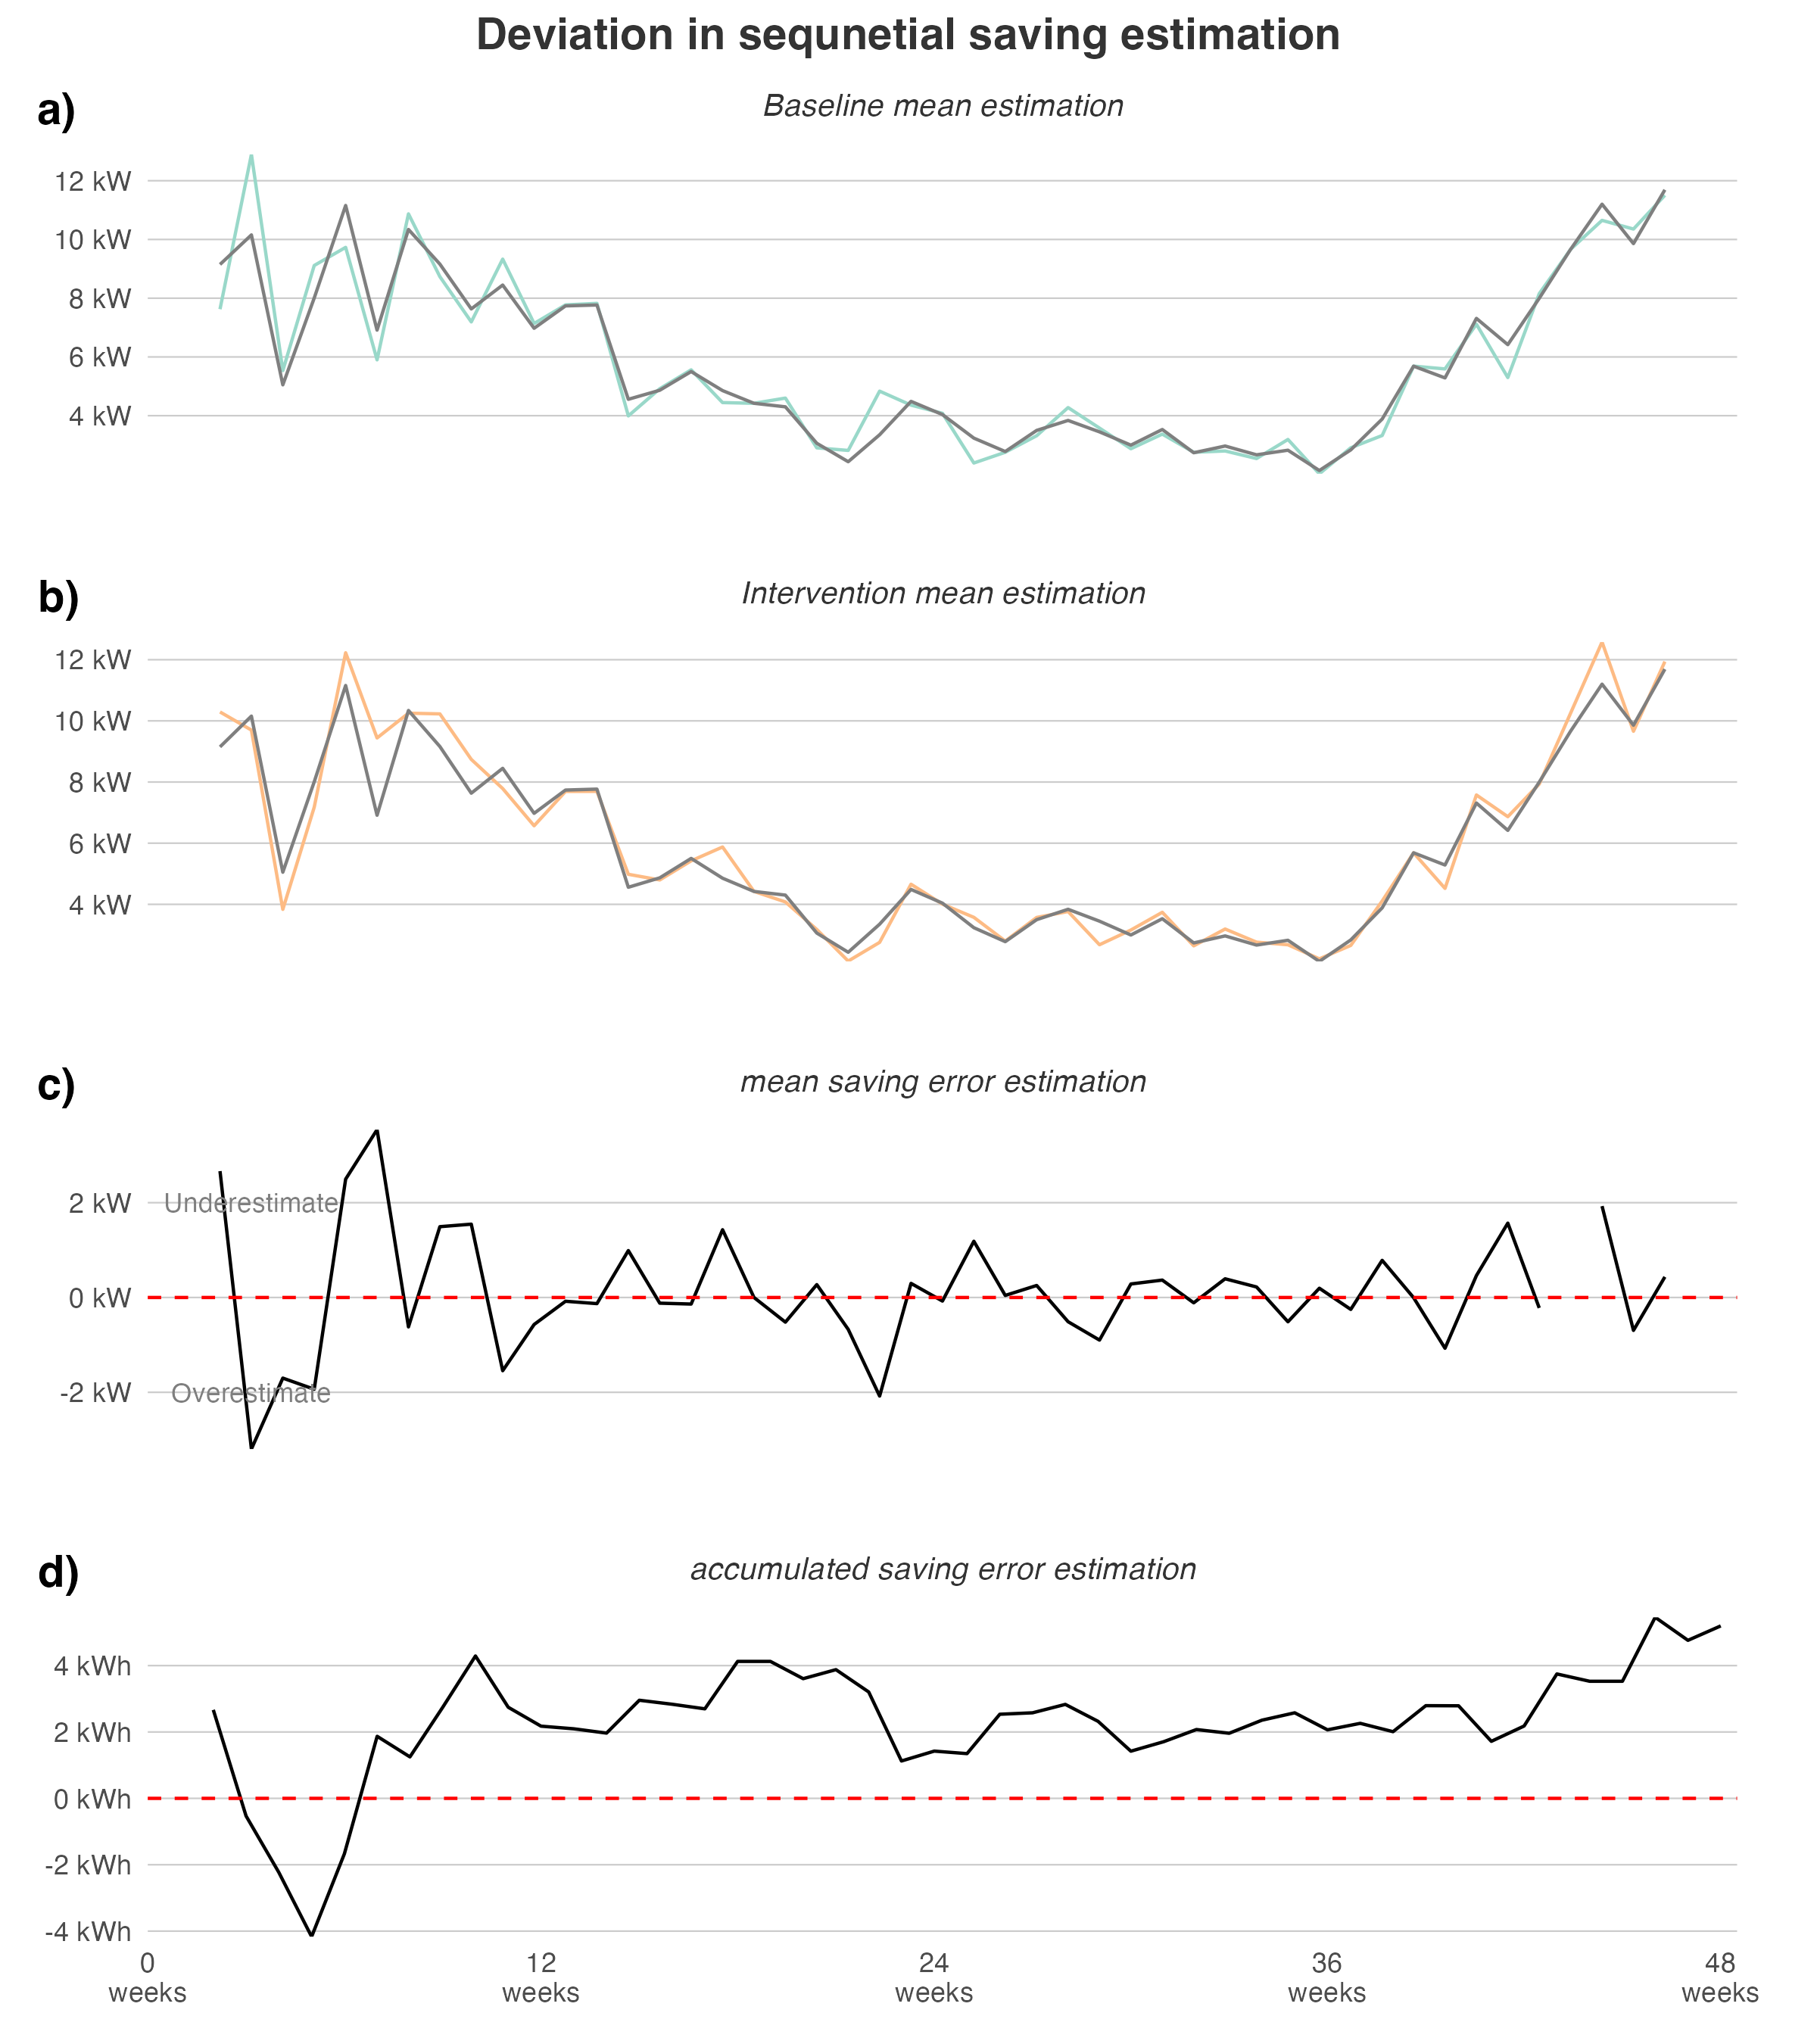 Deviation in sequnetial saving estimation
a)
Baseline mean estimation
12 kW
10 kW
8 kW
6 kW
4 kW
b)
Intervention mean estimation
12 kW
10 kW
8 kW
6 kW
4 kW
c)
mean saving error estimation
2 kW
Underestimate
0 kW
-2 kW
Overestimate
d)
accumulated saving error estimation
4 kWh
2 kWh
0 kWh
-2 kWh
-4 kWh
0 12 24 36 48
weeks weeks weeks weeks weeks